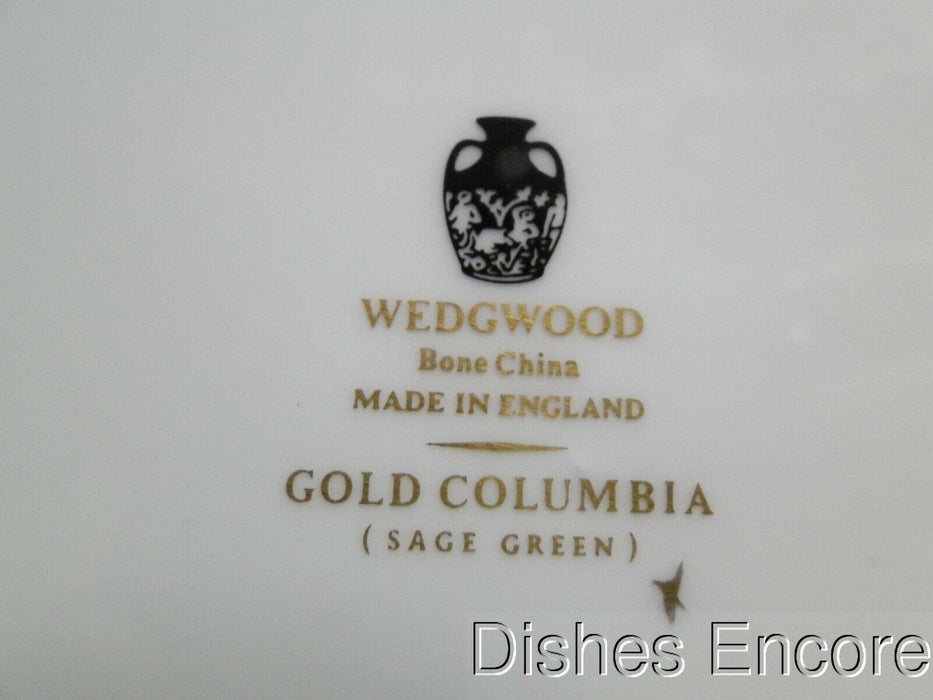 WEDGWOOD
Bone China
MADE IN ENGLAND
GOLD COLUMBIA
( SAGE GREEN )
Dishes Encore